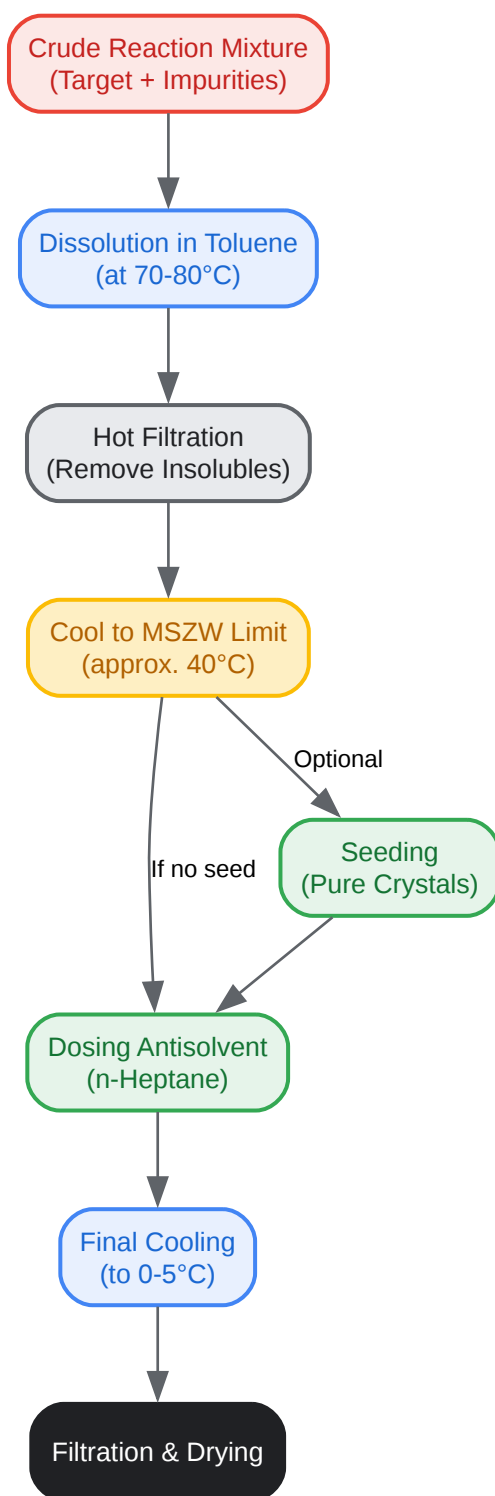 Crude Reaction Mixture
(Target + Impurities)
Dissolution in Toluene
(at 70-80°C)
Hot Filtration
(Remove Insolubles)
Cool to MSZW Limit
(approx. 40°C)
Optional
Seeding
(Pure Crystals)
If no seed
Dosing Antisolvent
(n-Heptane)
Final Cooling
(to 0-5°C)
Filtration & Drying